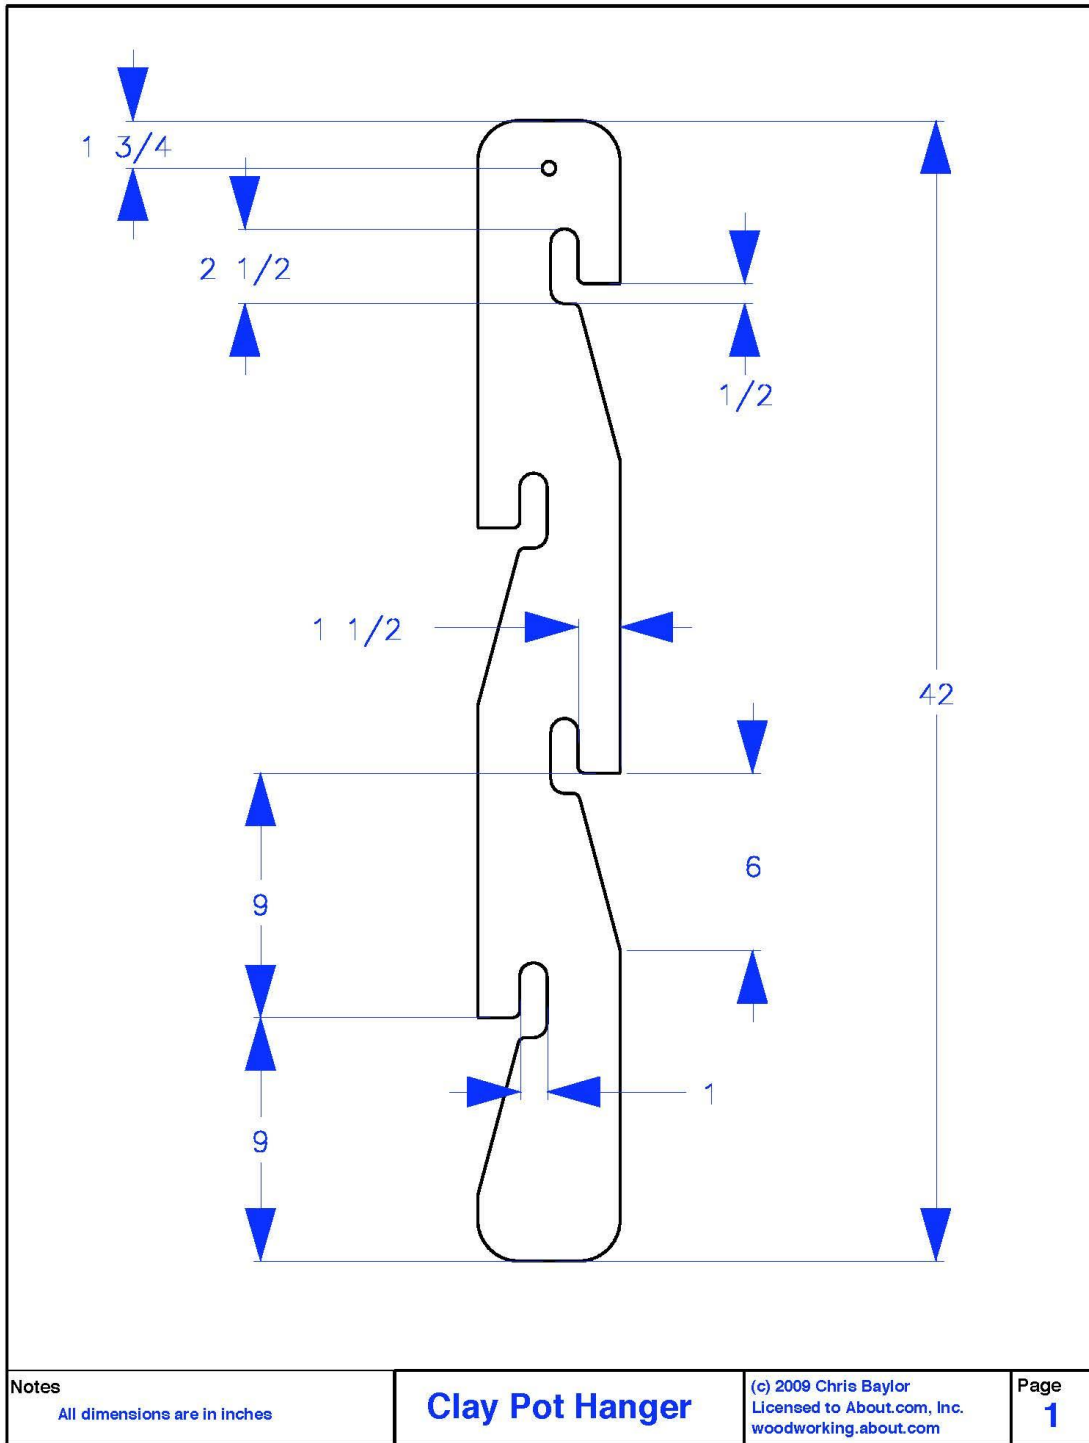 1 3/4
2 1/2
1/2
1 1/2
42
6
9
1
9
Notes
All dimensions are in inches
Clay Pot Hanger
(c) 2009 Chris Baylor
Licensed to About.com, Inc.
woodworking.about.com
Page
1